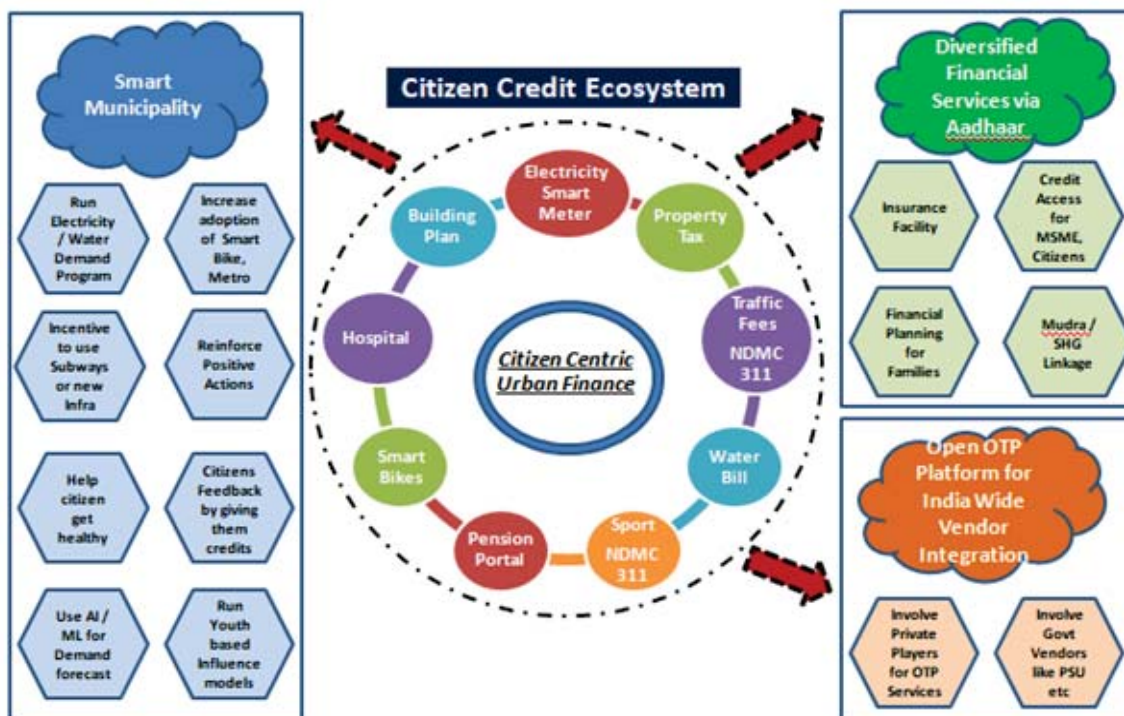 Smart
Municipality
Run
Electricity
/ Water
Demand
Program
Increase
adoption
of Smart
Bike,
Metro
Incentive
to use
Subways
or new
Infra
Reinforce
Positive
Actions
Help
citizen
get
healthy
Citizens
Feedback
by giving
them
credits
Use AI /
ML for
Demand
forecast
Run
Youth
based
Influence
models
Citizen Credit Ecosystem
Electricity
Smart
Meter
Property
Tax
Traffic
Fees
NDMC
311
Water
Bill
Sport
NDMC
311
Pension
Portal
Smart
Bikes
Hospital
Building
Plan
Citizen Centric
Urban Finance
Diversified
Financial
Services via
Aadhaar
Insurance
Facility
Credit
Access for
MSME,
Citizens
Financial
Planning
for
Families
Mudra /
SHG
Linkage
Open OTP
Platform for
India Wide
Vendor
Integration
Involve
Private
Players
for OTP
Services
Involve
Govt
Vendors
like PSU
etc